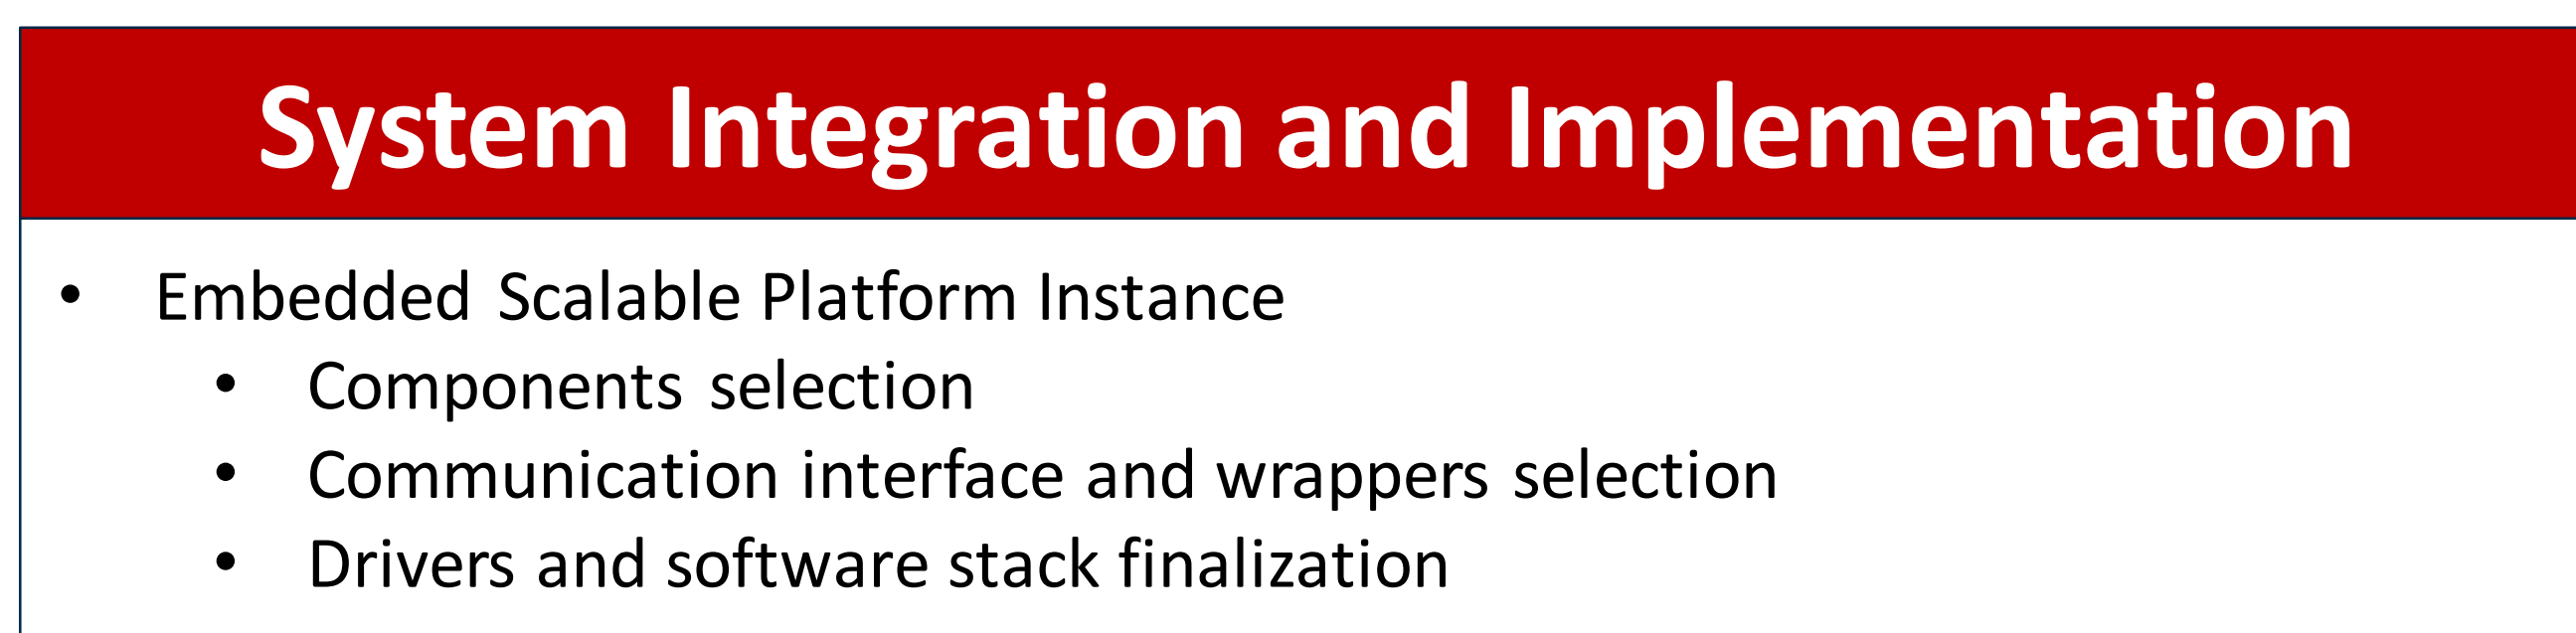 System Integration and Implementation
• Embedded Scalable Platform Instance
• Components selection
• Communication interface and wrappers selection
• Drivers and software stack finalization